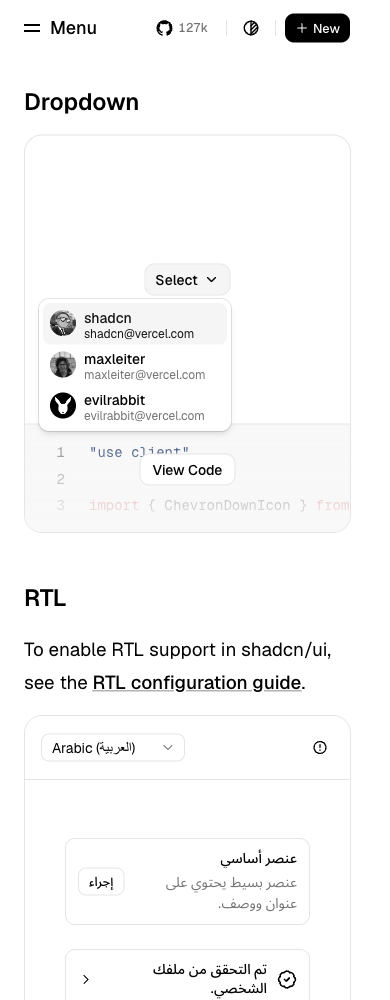 Menu
127k
New
Dropdown
Select
shadcn
shadcn@vercel.com
maxleiter
maxleiter@vercel.com
evilrabbit
evilrabbit@vercel.com
1 "use client"
2
View Code
3 import { ChevronDownIcon } from
RTL
To enable RTL support in shadcn/ui,
see the RTL configuration guide.
Arabic (العربية)
عنصر أساسي
عنصر بسيط يحتوي على
عنوان ووصف.
إجراء
تم التحقق من ملفك
الشخصي.